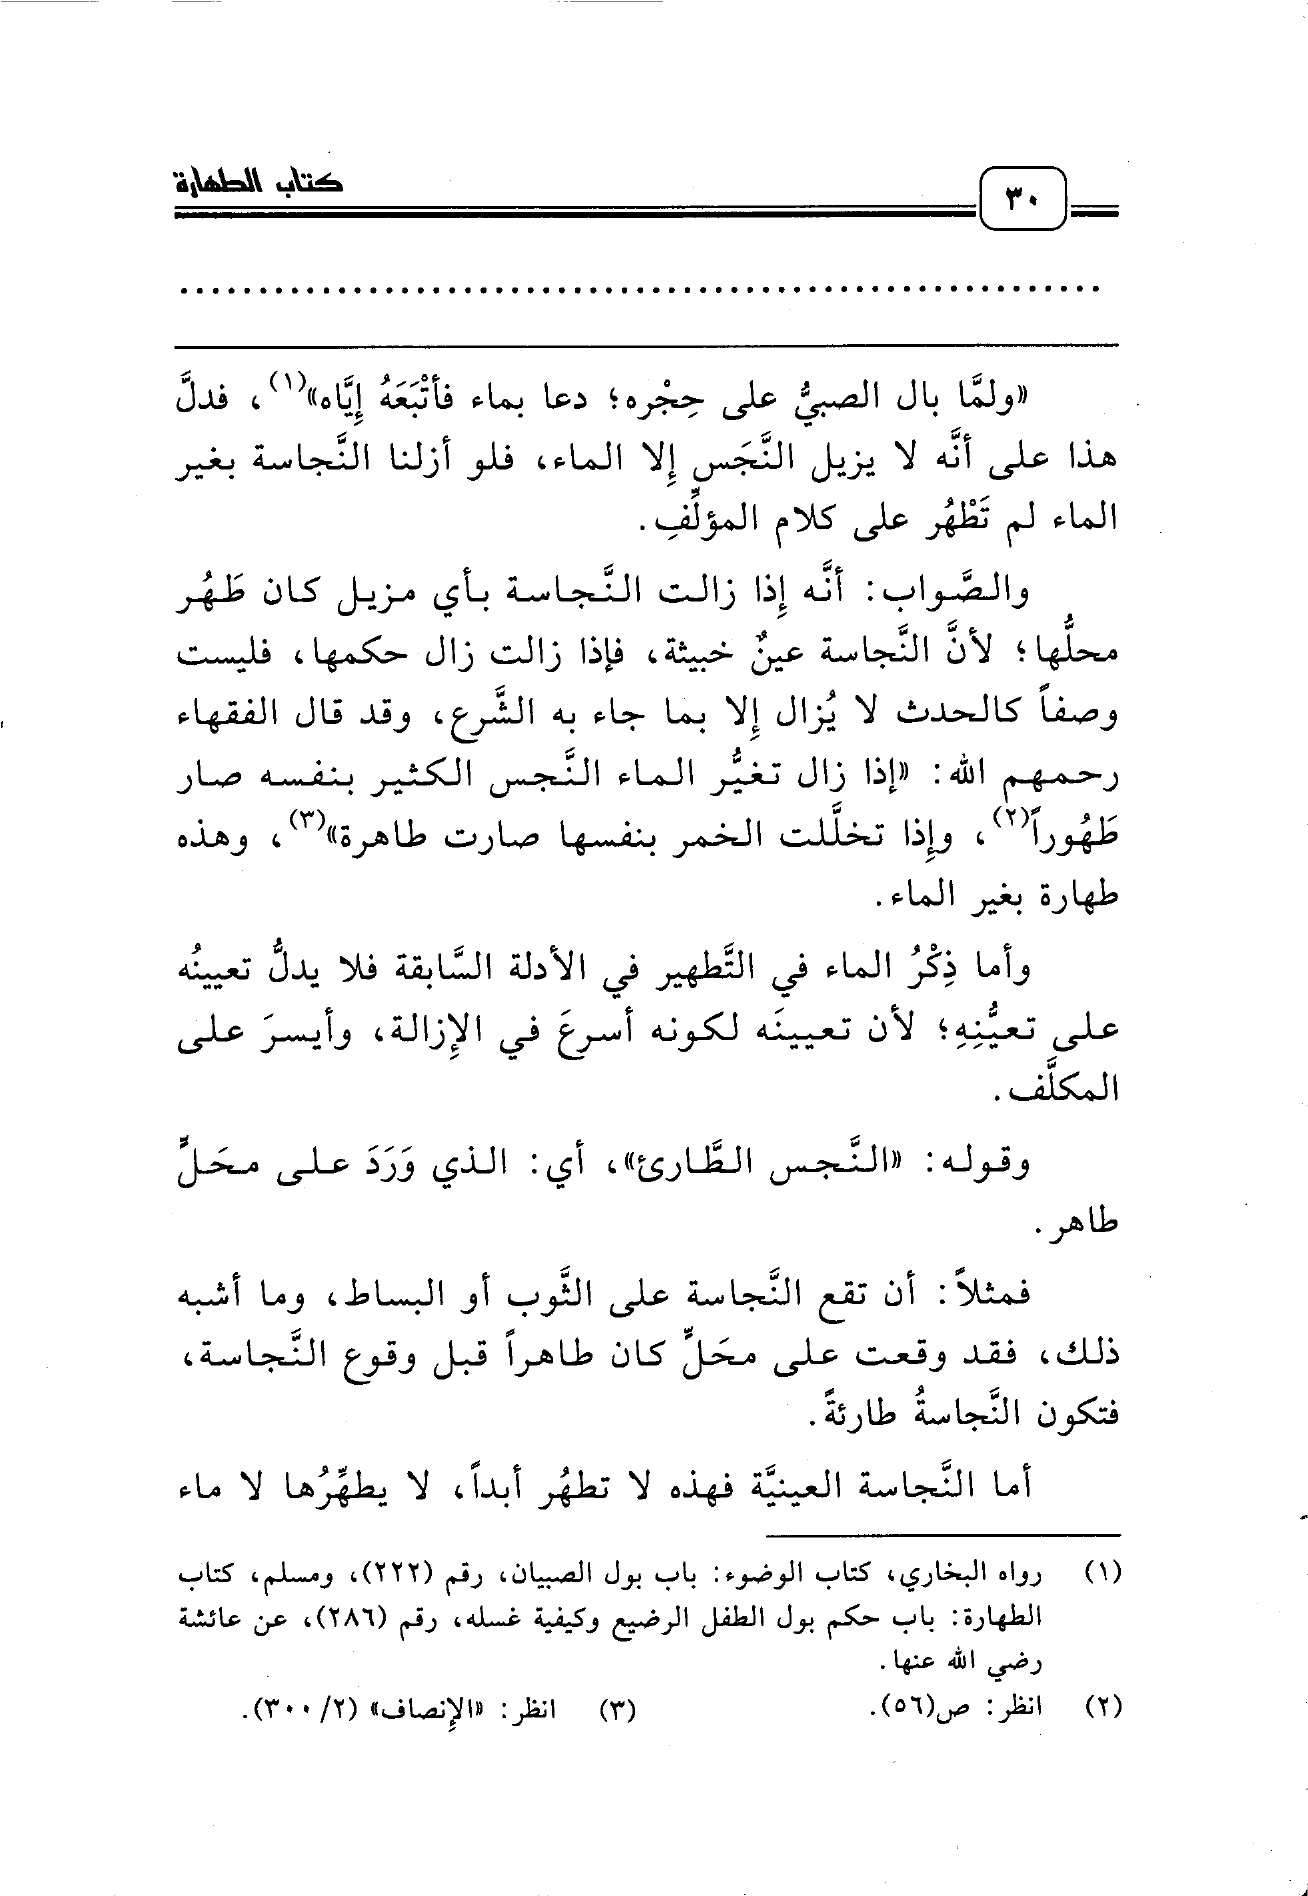 كتاب الطهارة
٣٠
«ولمَّا بال الصبيُّ على حِجْره؛ دعا بماء فأتْبَعَهُ إيَّاه»(١)، فدلَّ
هذا على أنَّه لا يزيل النَّجَس إلا الماء، فلو أزلنا النَّجاسة بغير
الماء لم تَطْهُر على كلام المؤلِّفِ.
والصَّواب: أنَّه إذا زالت النَّجاسة بأي مزيل كان طَهُر
محلُّها؛ لأنَّ النَّجاسة عينٌ خبيثة، فإذا زالت زال حكمها، فليست
وصفاً كالحدث لا يُزال إلا بما جاء به الشَّرع، وقد قال الفقهاء
رحمهم الله: «إذا زال تغيُّر الماء النَّجس الكثير بنفسه صار
طَهُوراً(٢)، وإذا تخلَّلت الخمر بنفسها صارت طاهرة»(٣)، وهذه
طهارة بغير الماء.
وأما ذِكْرُ الماء في التَّطهير في الأدلة السَّابقة فلا يدلُّ تعيينُه
على تعيُّنِهِ؛ لأن تعيينَه لكونه أسرعَ في الإزالة، وأيسرَ على
المكلَّف.
وقوله: «النَّجس الطَّارئ»، أي: الذي وَرَدَ على محَلٍّ
طاهر.
فمثلاً: أن تقع النَّجاسة على الثَّوب أو البساط، وما أشبه
ذلك، فقد وقعت على محَلٍّ كان طاهراً قبل وقوع النَّجاسة،
فتكون النَّجاسةُ طارئةً.
أما النَّجاسة العينيَّة فهذه لا تطهُر أبداً، لا يطهِّرُها لا ماء
(١) رواه البخاري، كتاب الوضوء: باب بول الصبيان، رقم (٢٢٢)، ومسلم، كتاب
الطهارة: باب حكم بول الطفل الرضيع وكيفية غسله، رقم (٢٨٦)، عن عائشة
رضي الله عنها.
(٢) انظر: ص(٥٦). (٣) انظر: «الإنصاف» (٢/ ٣٠٠).